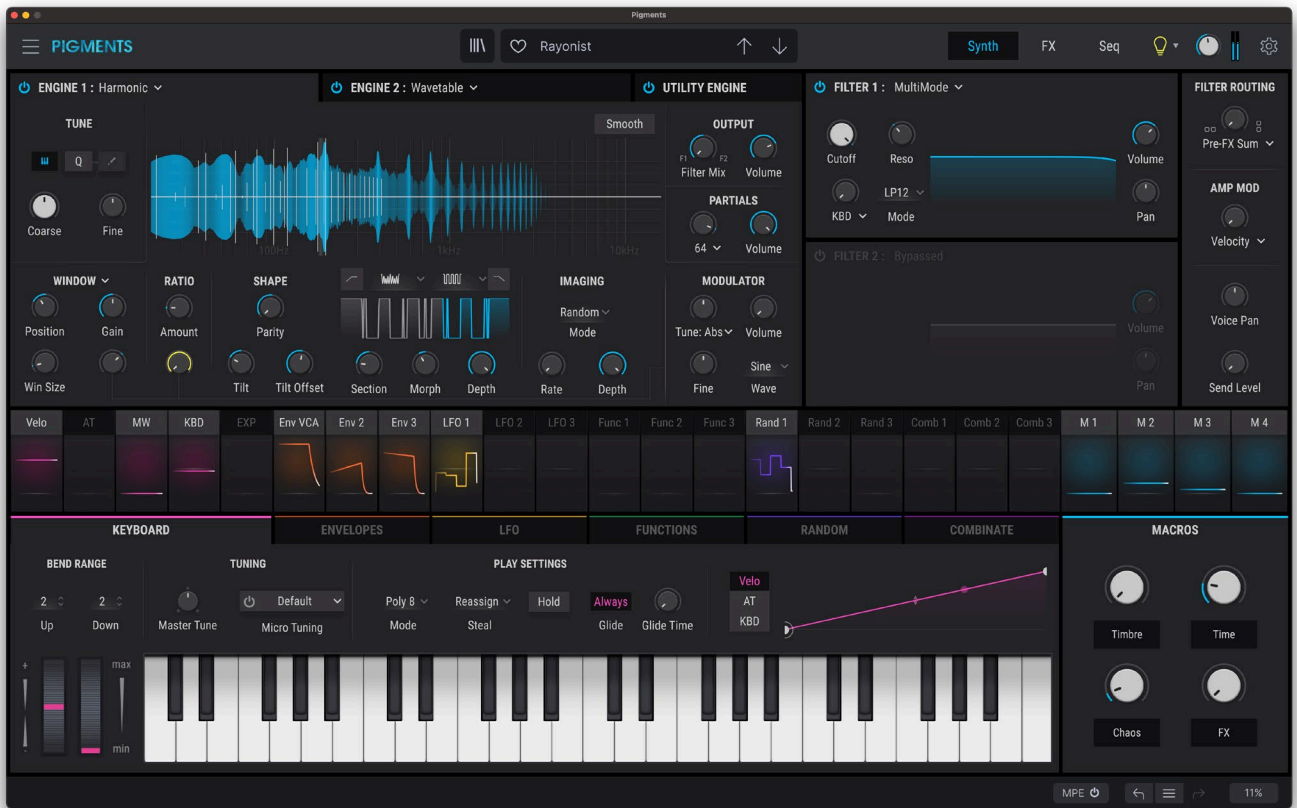 Pigments
PIGMENTS
Rayonist
Synth
FX
Seq
ENGINE 1 : Harmonic
ENGINE 2 : Wavetable
UTILITY ENGINE
TUNE
Q
Coarse
Fine
Smooth
100Hz
1kHz
10kHz
OUTPUT
F1
F2
Filter Mix
Volume
PARTIALS
64
Volume
WINDOW
Position
Gain
Win Size
RATIO
Amount
SHAPE
Parity
Tilt
Tilt Offset
Section
Morph
Depth
IMAGING
Random
Mode
Rate
Depth
MODULATOR
Tune: Abs
Volume
Fine
Sine
Wave
FILTER 1 : MultiMode
Cutoff
Reso
KBD
LP12
Mode
Volume
Pan
FILTER 2 : Bypassed
Volume
Pan
FILTER ROUTING
Pre-FX Sum
AMP MOD
Velocity
Voice Pan
Send Level
Velo
AT
MW
KBD
EXP
Env VCA
Env 2
Env 3
LFO 1
LFO 2
LFO 3
Func 1
Func 2
Func 3
Rand 1
Rand 2
Rand 3
Comb 1
Comb 2
Comb 3
M 1
M 2
M 3
M 4
KEYBOARD
ENVELOPES
LFO
FUNCTIONS
RANDOM
COMBINATE
MACROS
BEND RANGE
2
2
Up
Down
TUNING
Master Tune
Default
Micro Tuning
PLAY SETTINGS
Poly 8
Mode
Reassign
Steal
Hold
Always
Glide
Glide Time
Velo
AT
KBD
Timbre
Time
Chaos
FX
+
-
max
min
MPE
11%